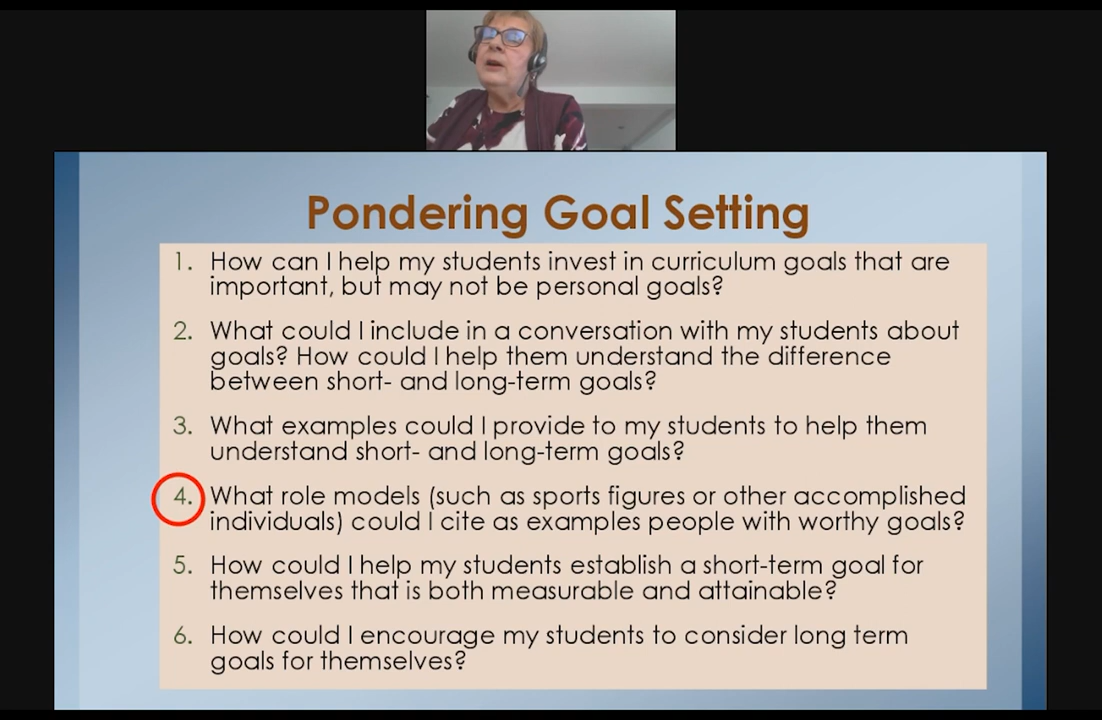 Pondering Goal Setting
1. How can I help my students invest in curriculum goals that are
important, but may not be personal goals?
2. What could I include in a conversation with my students about
goals? How could I help them understand the difference
between short- and long-term goals?
3. What examples could I provide to my students to help them
understand short- and long-term goals?
4. What role models (such as sports figures or other accomplished
individuals) could I cite as examples people with worthy goals?
5. How could I help my students establish a short-term goal for
themselves that is both measurable and attainable?
6. How could I encourage my students to consider long term
goals for themselves?